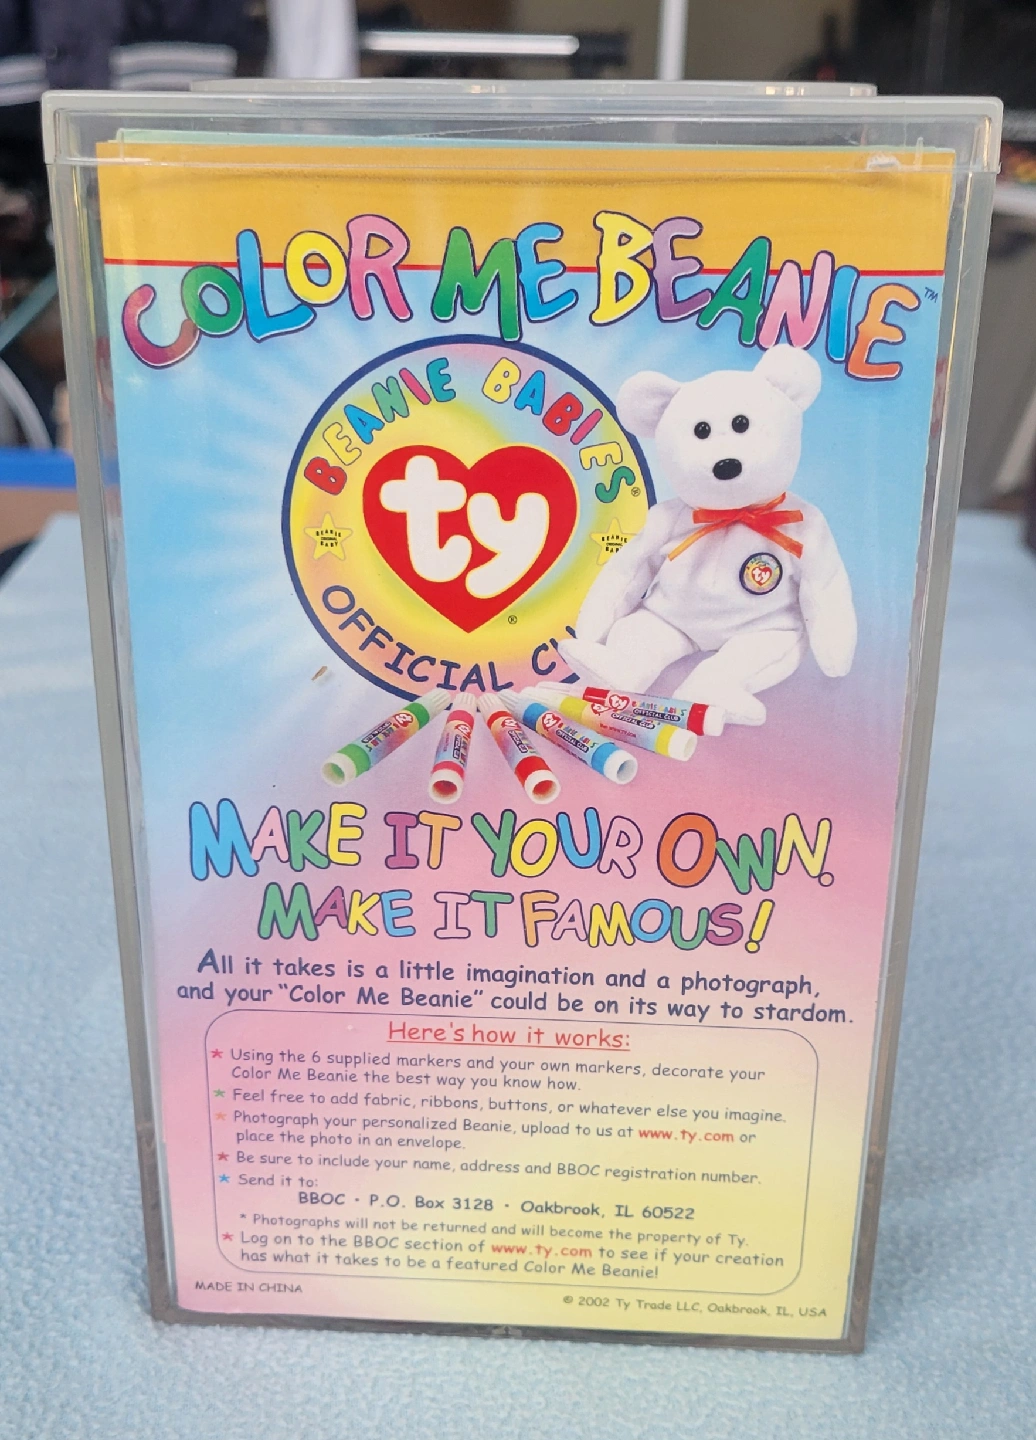 COLOR ME BEANIE™
BEANIE BABIES®
ty®
OFFICIAL
MAKE IT YOUR OWN.
MAKE IT FAMOUS!
All it takes is a little imagination and a photograph,
and your "Color Me Beanie" could be on its way to stardom.
Here's how it works:
* Using the 6 supplied markers and your own markers, decorate your
Color Me Beanie the best way you know how.
* Feel free to add fabric, ribbons, buttons, or whatever else you imagine.
* Photograph your personalized Beanie, upload to us at www.ty.com or
place the photo in an envelope.
* Be sure to include your name, address and BBOC registration number.
* Send it to:
BBOC · P.O. Box 3128 · Oakbrook, IL 60522
* Photographs will not be returned and will become the property of Ty.
* Log on to the BBOC section of www.ty.com to see if your creation
has what it takes to be a featured Color Me Beanie!
MADE IN CHINA
© 2002 Ty Trade LLC, Oakbrook, IL, USA